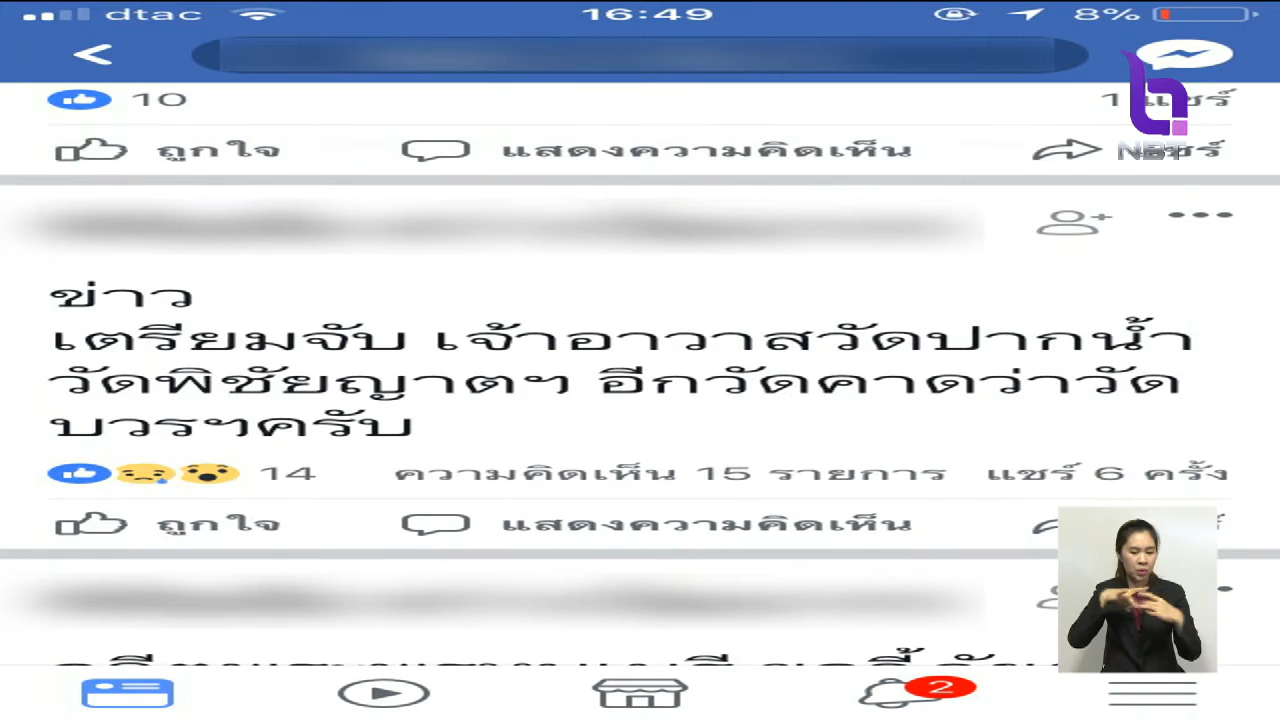 dtac 16:49 8%
10 1 แชร์
ถูกใจ แสดงความคิดเห็น แชร์
NBT
ข่าว
เตรียมจับ เจ้าอาวาสวัดปากน้ำ
วัดพิชัยญาตฯ อีกวัดคาดว่าวัด
บวรฯครับ
14 ความคิดเห็น 15 รายการ แชร์ 6 ครั้ง
ถูกใจ แสดงความคิดเห็น
2